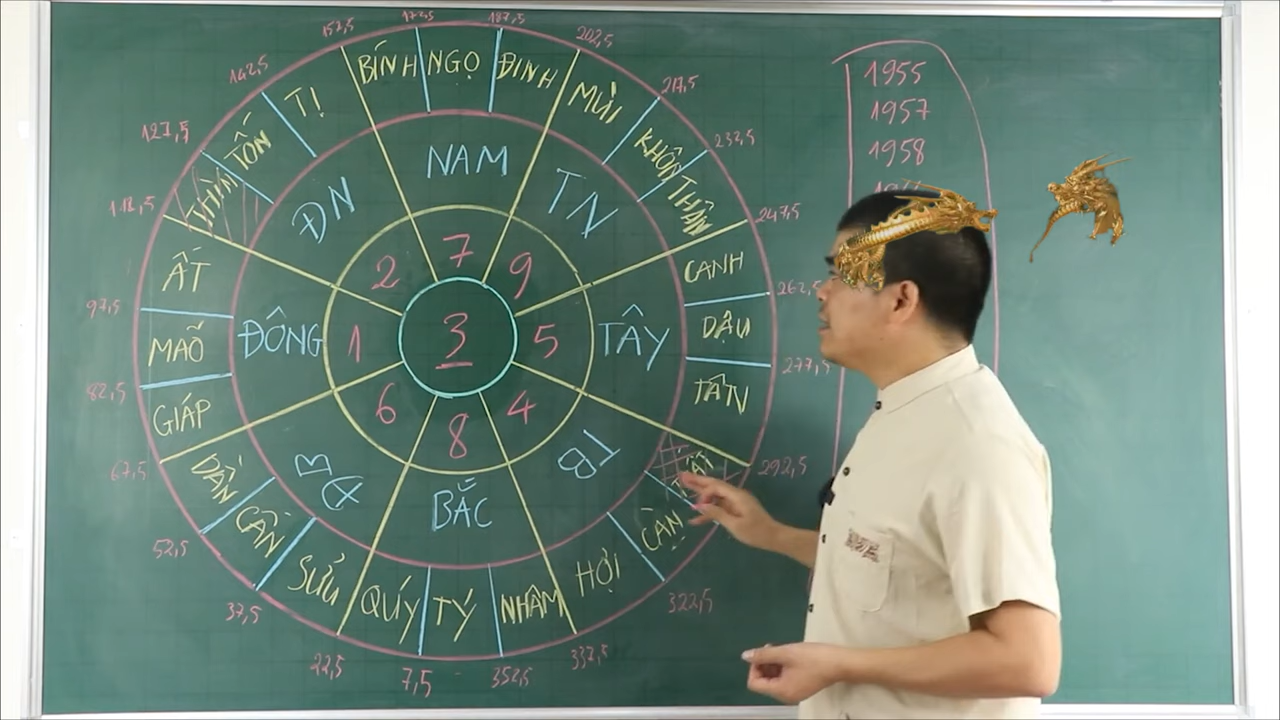 157,5
172,5
187,5
202,5
142,5
217,5
127,5
233,5
112,5
247,5
97,5
262,5
82,5
277,5
67,5
292,5
52,5
37,5
322,5
22,5
7,5
352,5
337,5
BÍNH
NGỌ
ĐINH
MÙI
KHÔN
THÂN
CANH
DẬU
TÂN
TUẤT
CÀN
HỢI
NHÂM
TÝ
QUÝ
SỬU
CẤN
DẦN
GIÁP
MÃO
ẤT
THÌN
TỐN
TỊ
NAM
TN
TÂY
TB
BẮC
ĐB
ĐÔNG
ĐN
2 7 9
1 3 5
6 8 4
1955
1957
1958